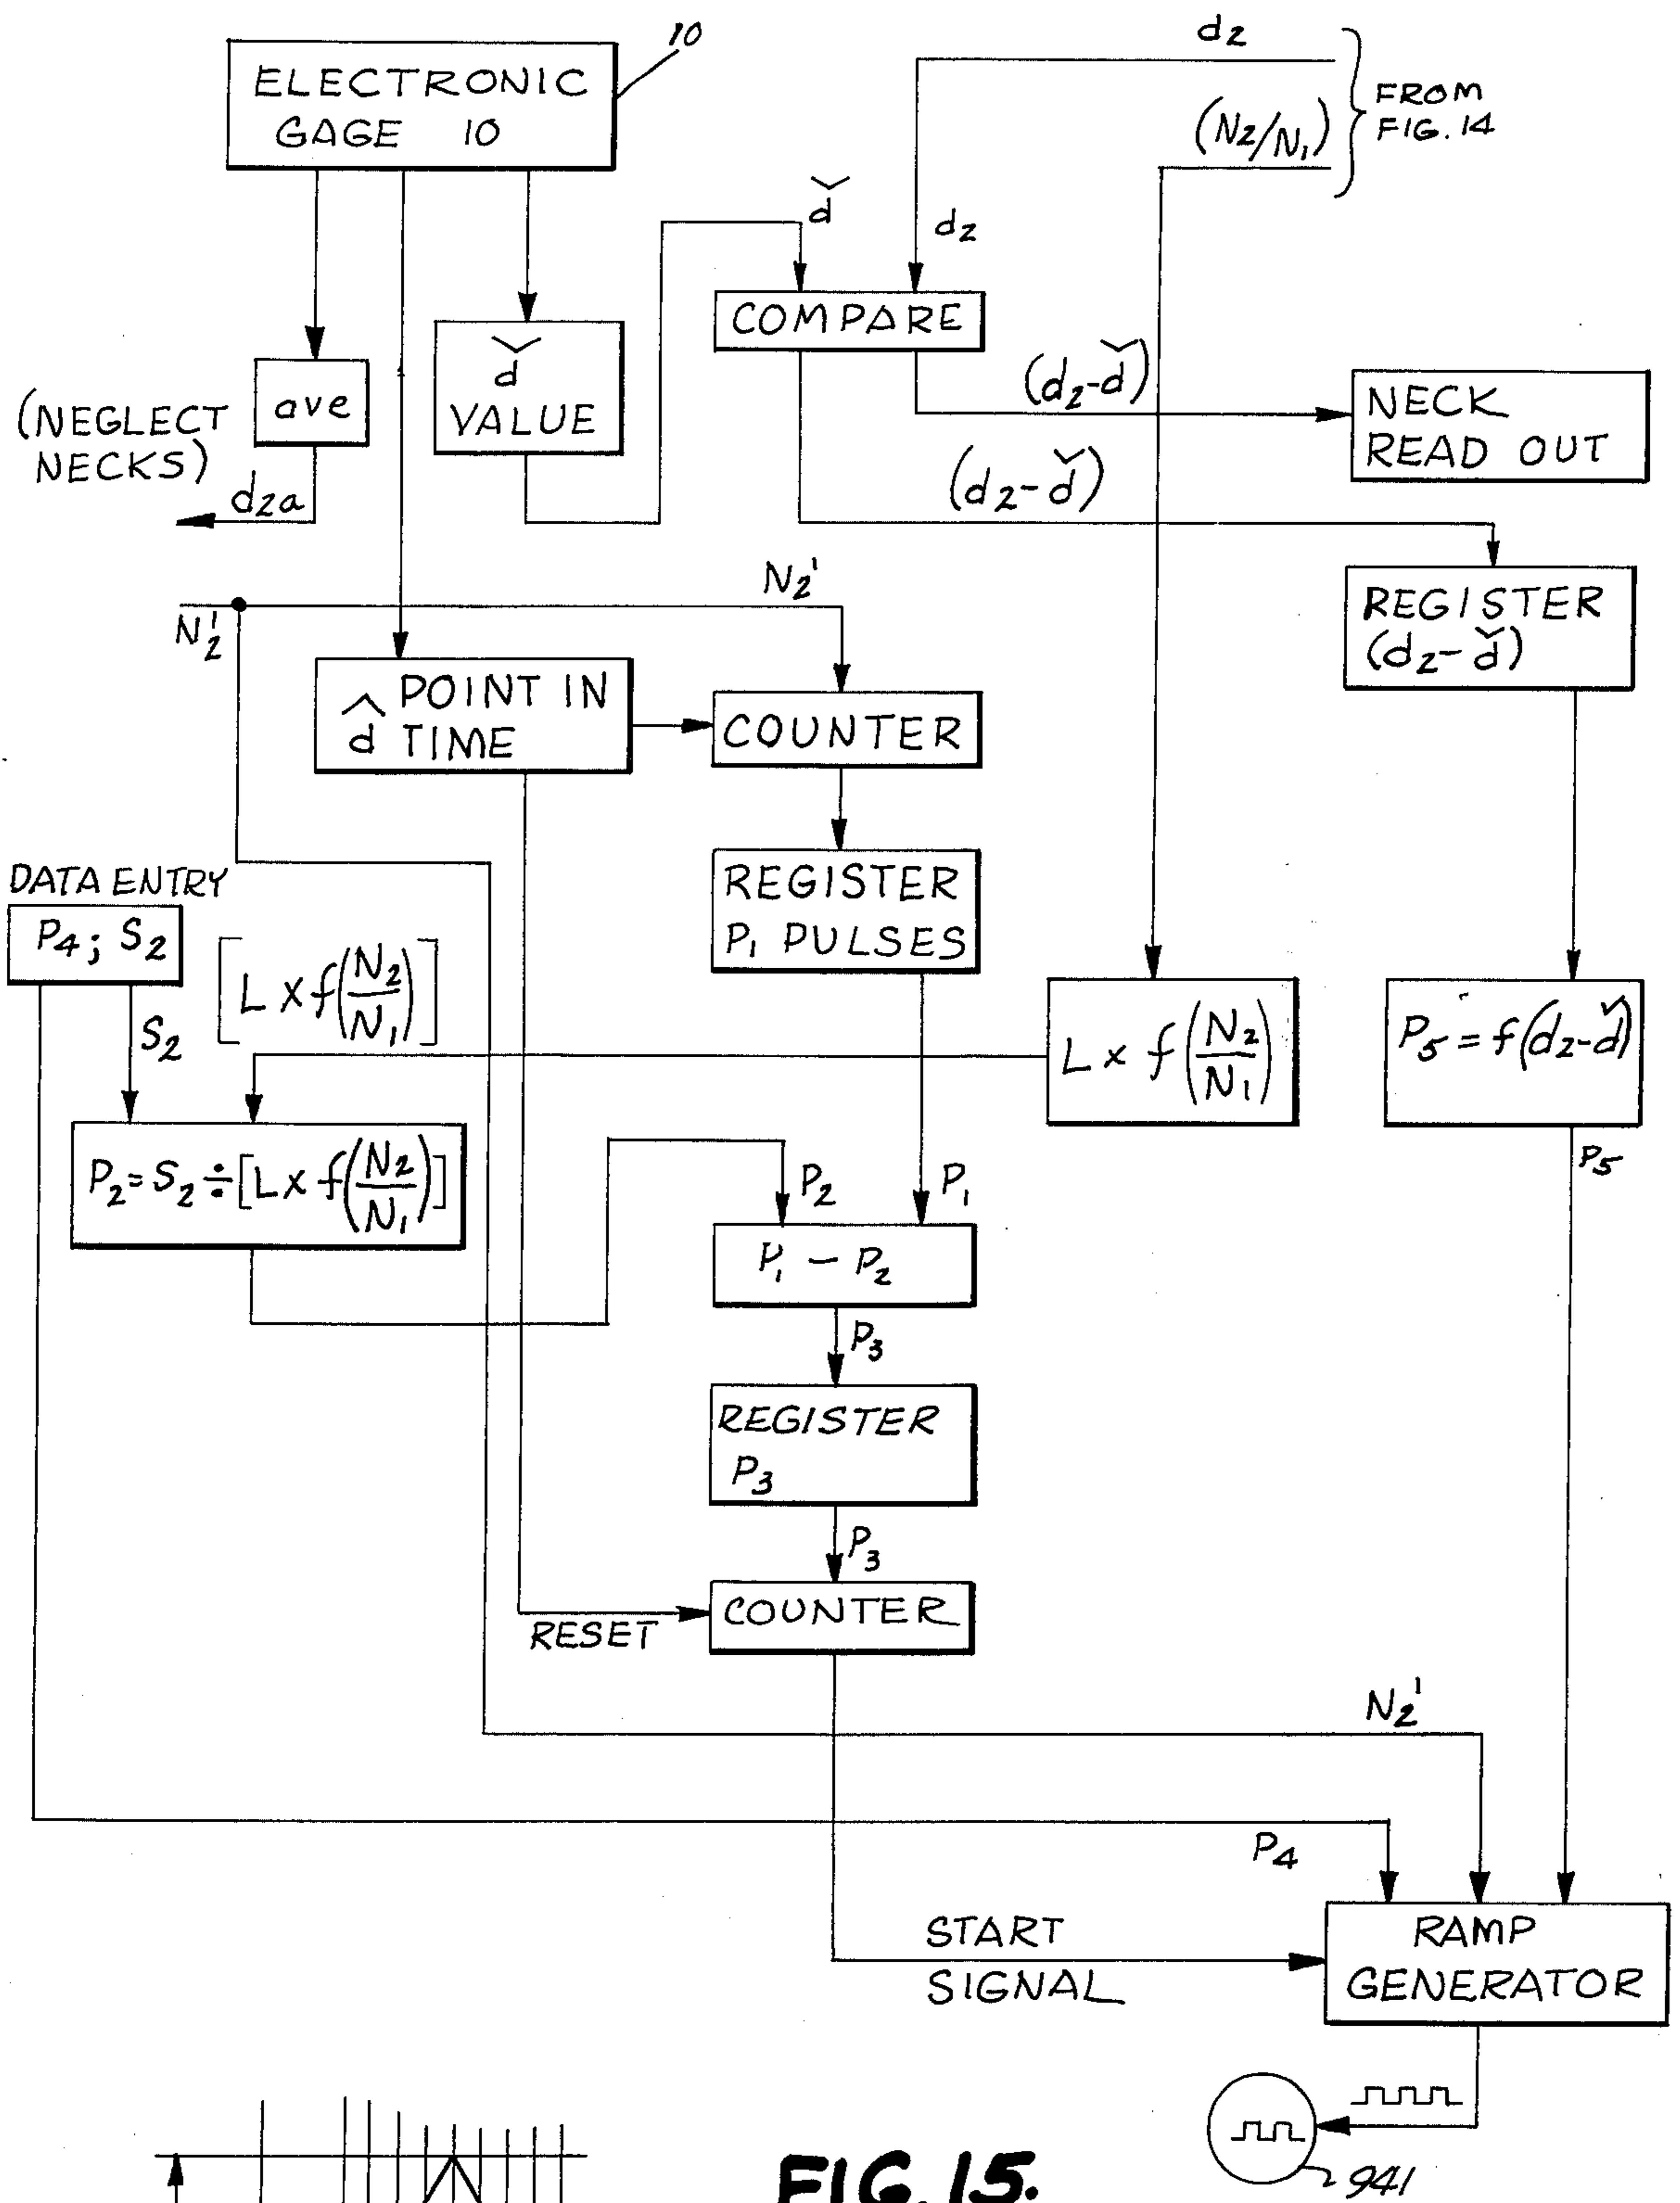 10
ELECTRONIC
GAGE 10
d2
(N2/N1)
FROM
FIG. 14
ď
d2
COMPARE
ď
VALUE
ave
(NEGLECT
NECKS)
d2a
(d2-ď)
NECK
READ OUT
(d2-ď)
N2'
N2'
REGISTER
(d2-ď)
POINT IN
d̂ TIME
COUNTER
REGISTER
P1 PULSES
DATA ENTRY
P4; S2
[L x f(N2/N1)]
S2
L x f(N2/N1)
P5 = f(d2-ď)
P5
P2 = S2 ÷ [L x f(N2/N1)]
P2
P1
P1 - P2
P3
REGISTER
P3
P3
COUNTER
RESET
N2'
P4
START
SIGNAL
RAMP
GENERATOR
941
FIG. 15.